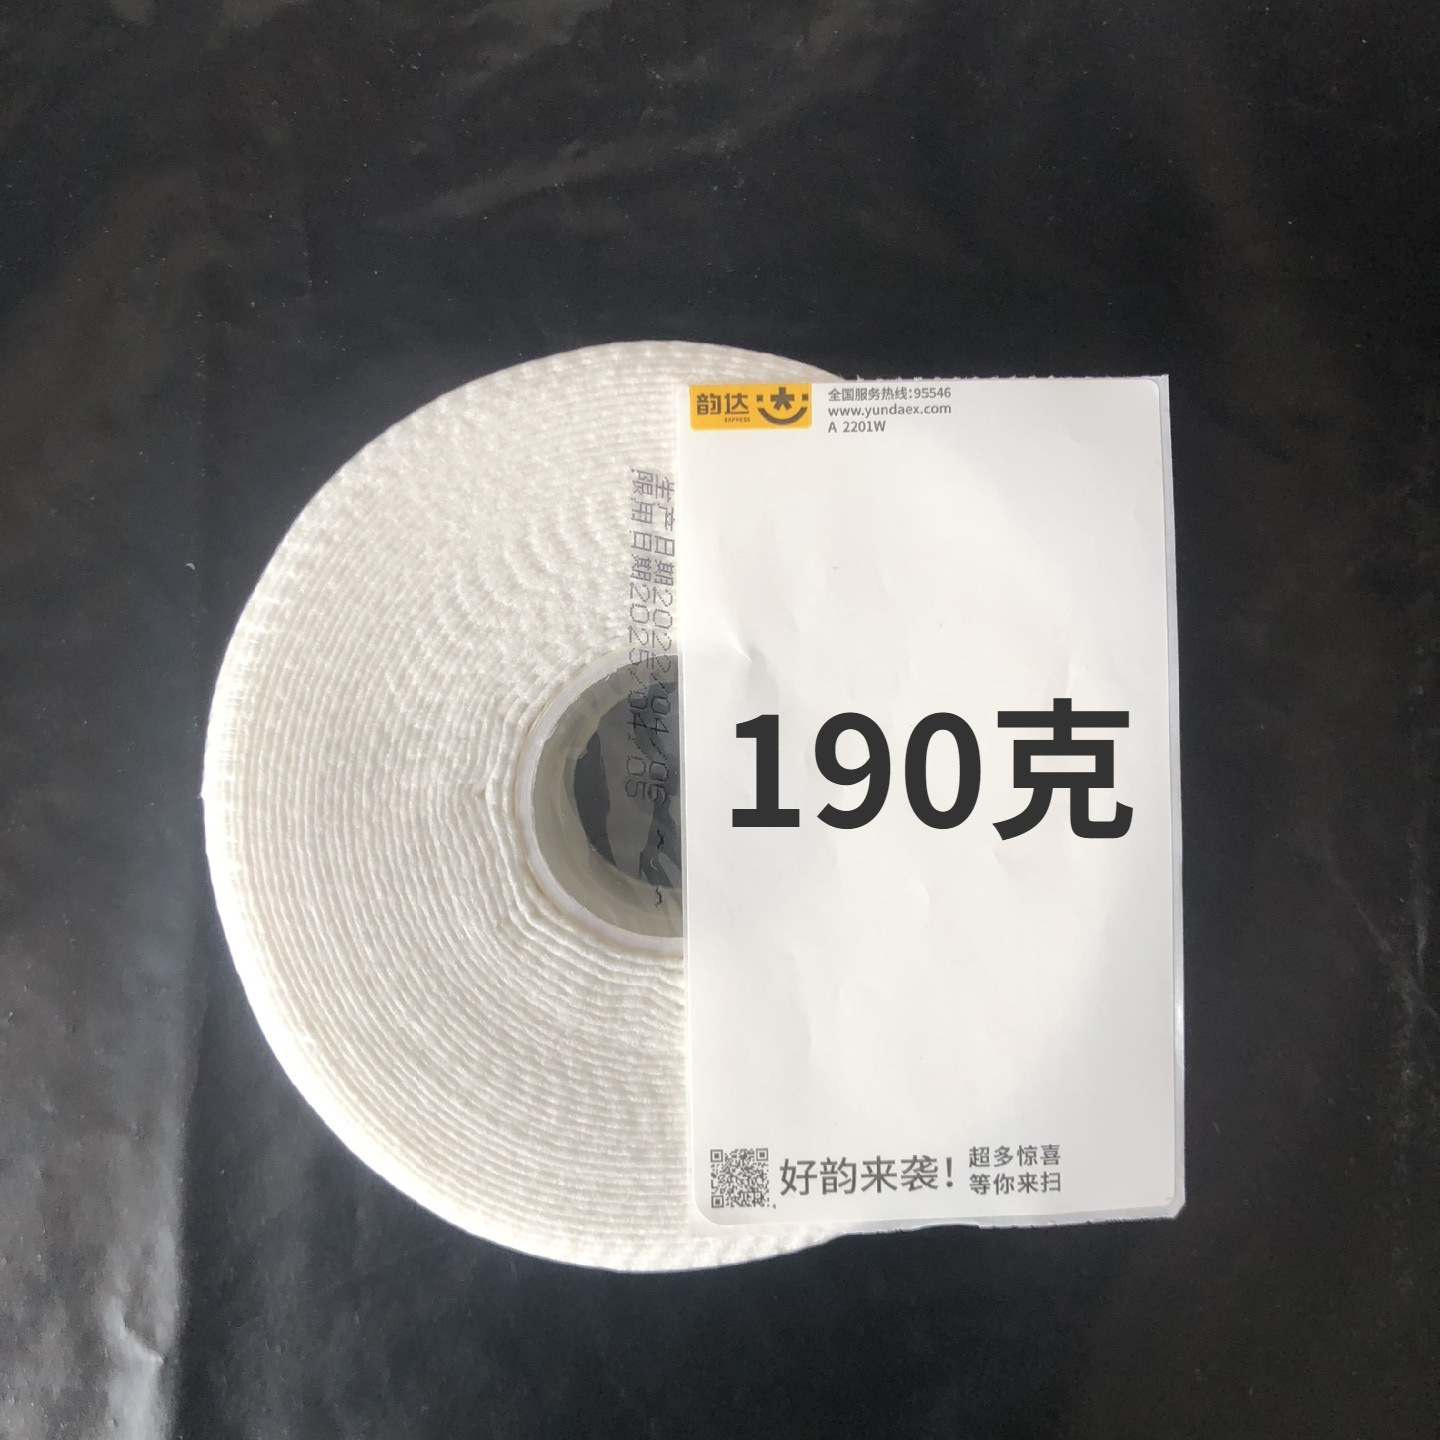 韵达
EXPRESS
全国服务热线:95546
www.yundaex.com
A 2201W
生产日期2022/04/06
限用日期2025/04/05
190克
好韵来袭!
超多惊喜
等你来扫